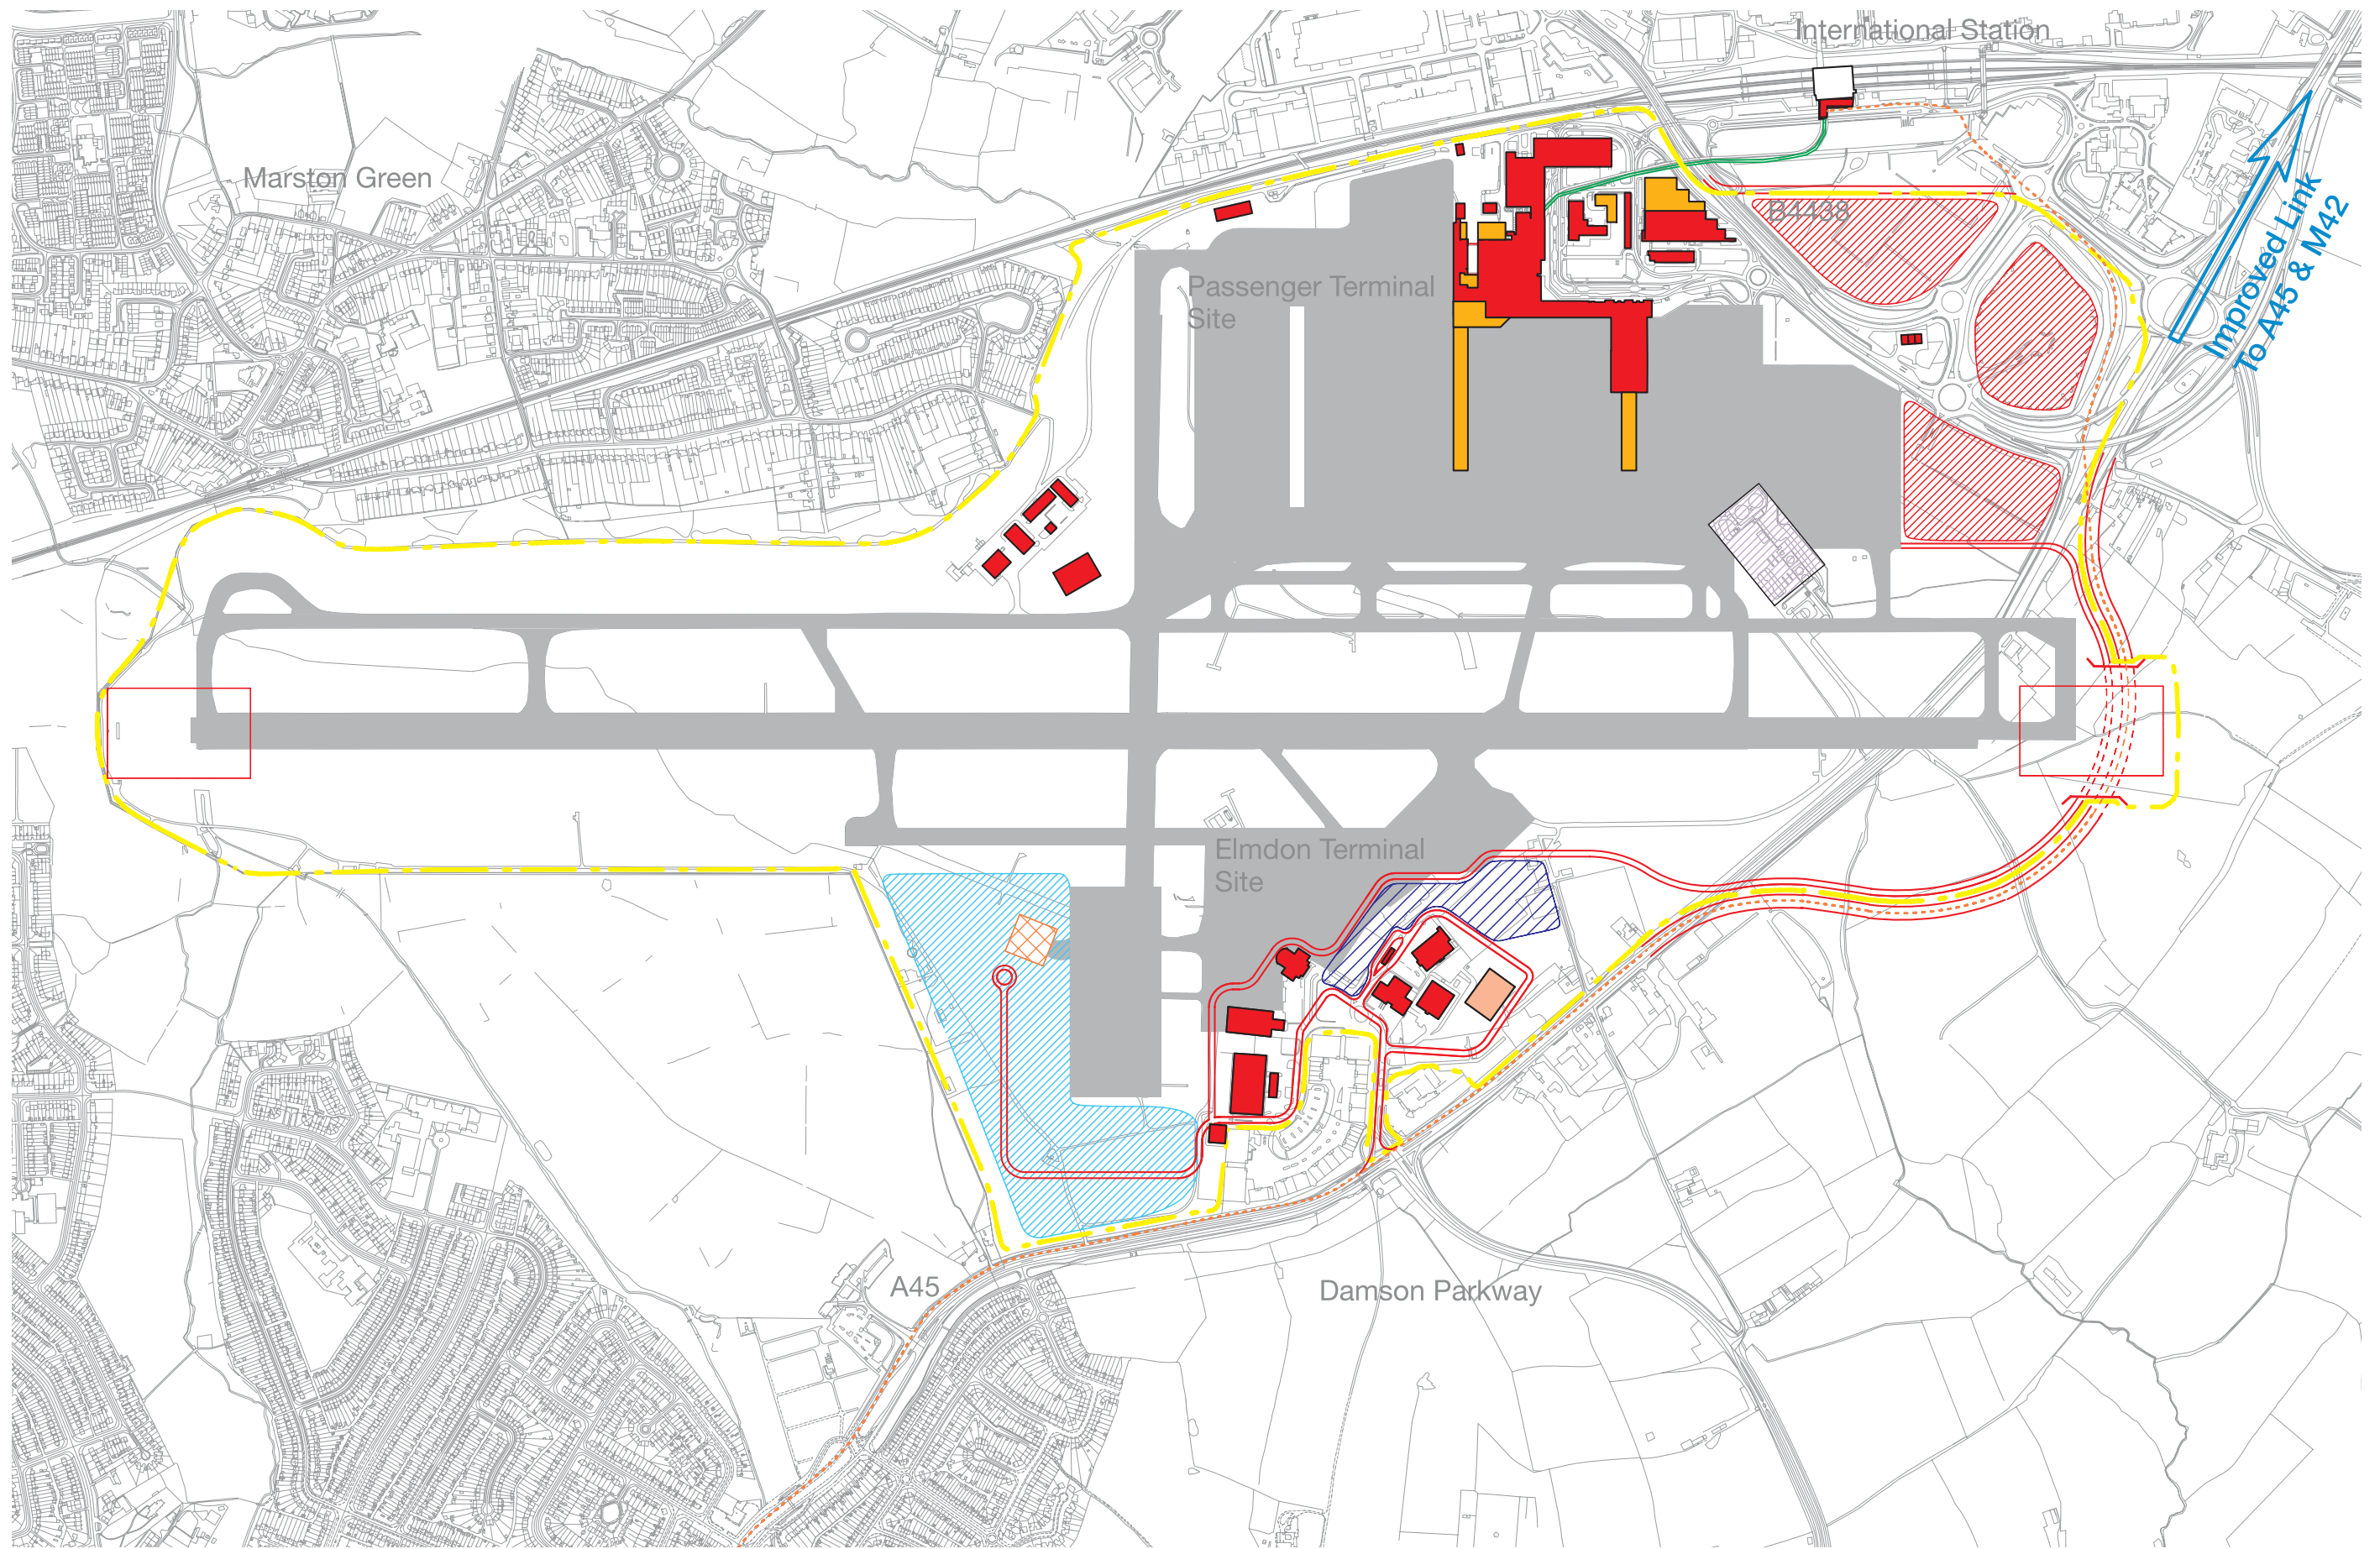 International Station
Marston Green
B4438
Improved Link
To A45 & M42
Passenger Terminal
Site
Elmdon Terminal
Site
A45
Damson Parkway